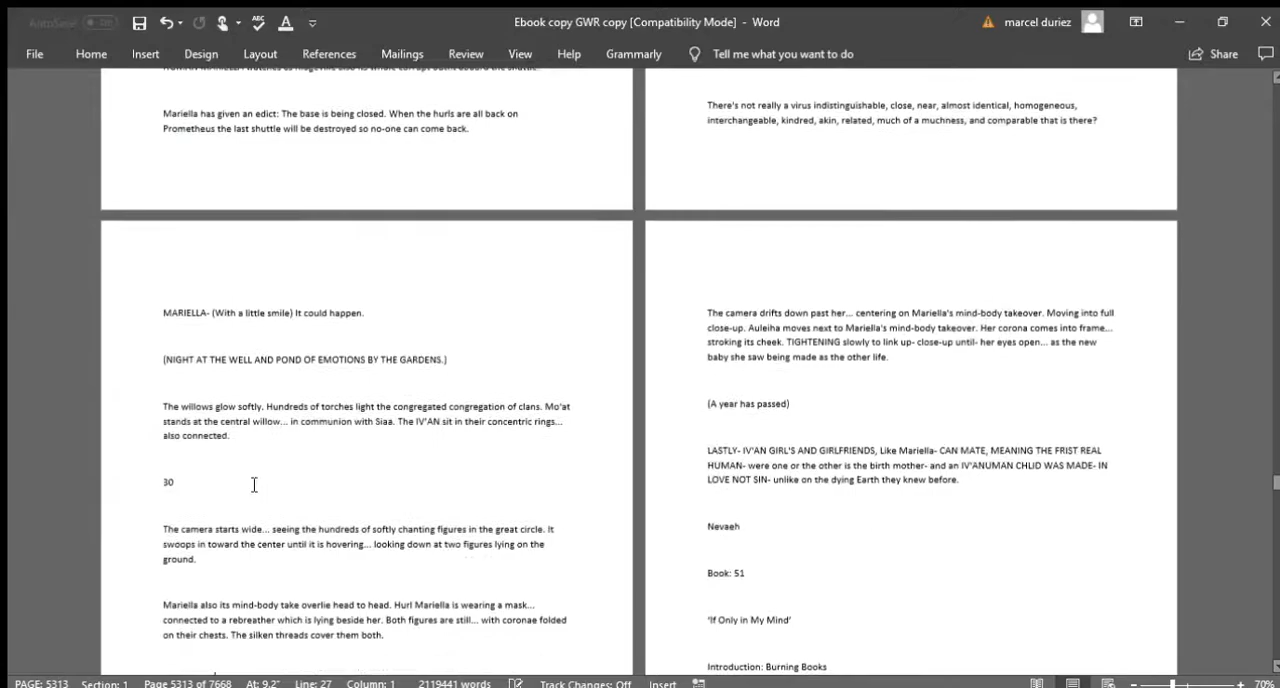 AutoSave Off
Ebook copy GWR copy [Compatibility Mode] - Word
marcel duriez
File Home Insert Design Layout References Mailings Review View Help Grammarly Tell me what you want to do Share
Mariella has given an edict: The base is being closed. When the hurls are all back on
Prometheus the last shuttle will be destroyed so no-one can come back.
There's not really a virus indistinguishable, close, near, almost identical, homogeneous,
interchangeable, kindred, akin, related, much of a muchness, and comparable that is there?
MARIELLA- (With a little smile) It could happen.
(NIGHT AT THE WELL AND POND OF EMOTIONS BY THE GARDENS.)
The willows glow softly. Hundreds of torches light the congregated congregation of clans. Mo'at
stands at the central willow... in communion with Siaa. The IV'AN sit in their concentric rings...
also connected.
30
The camera starts wide... seeing the hundreds of softly chanting figures in the great circle. It
swoops in toward the center until it is hovering... looking down at two figures lying on the
ground.
Mariella also its mind-body take overlie head to head. Hurl Mariella is wearing a mask...
connected to a rebreather which is lying beside her. Both figures are still... with coronae folded
on their chests. The silken threads cover them both.
The camera drifts down past her... centering on Mariella's mind-body takeover. Moving into full
close-up. Auleiha moves next to Mariella's mind-body takeover. Her corona comes into frame...
stroking its cheek. TIGHTENING slowly to link up- close-up until- her eyes open... as the new
baby she saw being made as the other life.
(A year has passed)
LASTLY- IV'AN GIRL'S AND GIRLFRIENDS, Like Mariella- CAN MATE, MEANING THE FRIST REAL
HUMAN- were one or the other is the birth mother- and an IV'ANUMAN CHLID WAS MADE- IN
LOVE NOT SIN- unlike on the dying Earth they knew before.
Nevaeh
Book: 51
'If Only in My Mind'
Introduction: Burning Books
PAGE: 5313 Section: 1 Page 5313 of 7668 At: 9.2" Line: 27 Column: 1 2119441 words Track Changes: Off Insert 70%